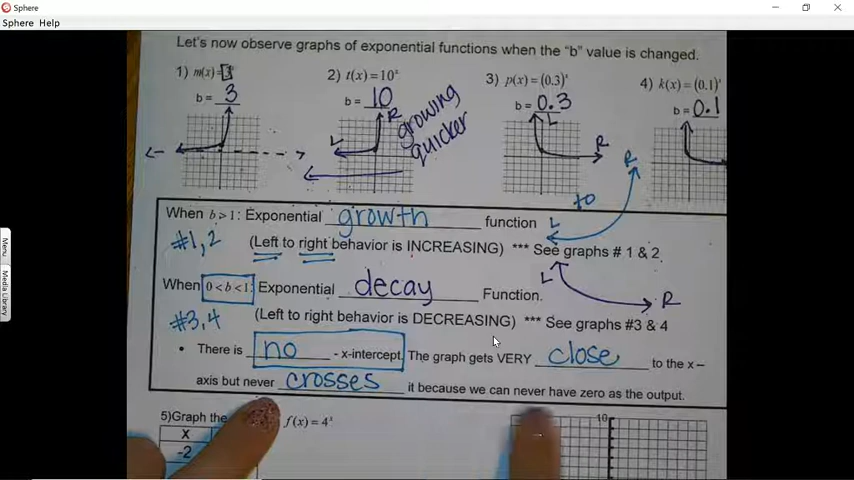 Sphere
Sphere Help
Let's now observe graphs of exponential functions when the "b" value is changed.
1) m(x)=3ˣ 2) t(x)=10ˣ 3) p(x)=(0.3)ˣ 4) k(x)=(0.1)ˣ
b = 3 b = 10 b = 0.3 b = 0.1
L R growing quicker L R
When b > 1: Exponential growth function L to R
#1,2 (Left to right behavior is INCREASING) *** See graphs # 1 & 2
When 0 < b < 1: Exponential decay Function. L R
#3,4 (Left to right behavior is DECREASING) *** See graphs #3 & 4
• There is no - x-intercept. The graph gets VERY close to the x –
axis but never crosses it because we can never have zero as the output.
5)Graph the f(x) = 4ˣ 10
X
-2
Menu
Media Library